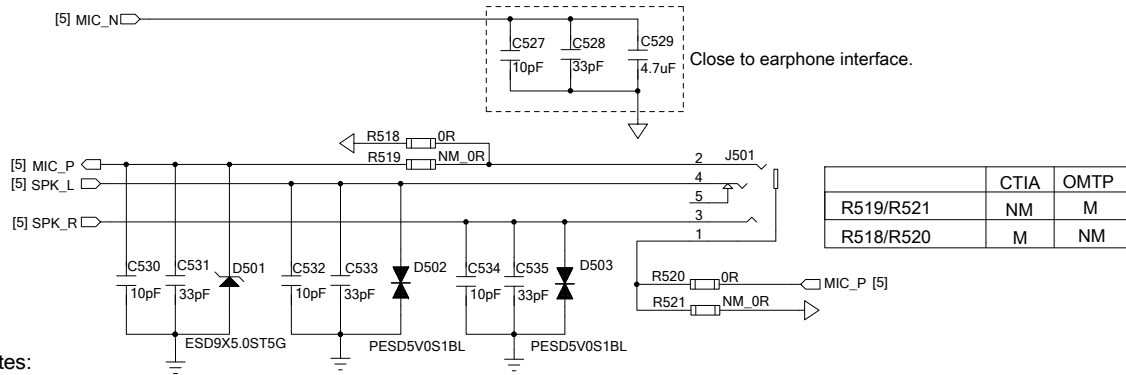 [5] MIC_N
C527
10pF
C528
33pF
C529
4.7uF
Close to earphone interface.
R518
0R
R519
NM_0R
[5] MIC_P
[5] SPK_L
[5] SPK_R
2
J501
4
5
3
1
CTIA OMTP
R519/R521 NM M
R518/R520 M NM
C530
10pF
C531
33pF
D501
C532
10pF
C533
33pF
D502
C534
10pF
C535
33pF
D503
R520
0R
MIC_P [5]
R521
NM_0R
ESD9X5.0ST5G
PESD5V0S1BL
PESD5V0S1BL
tes: